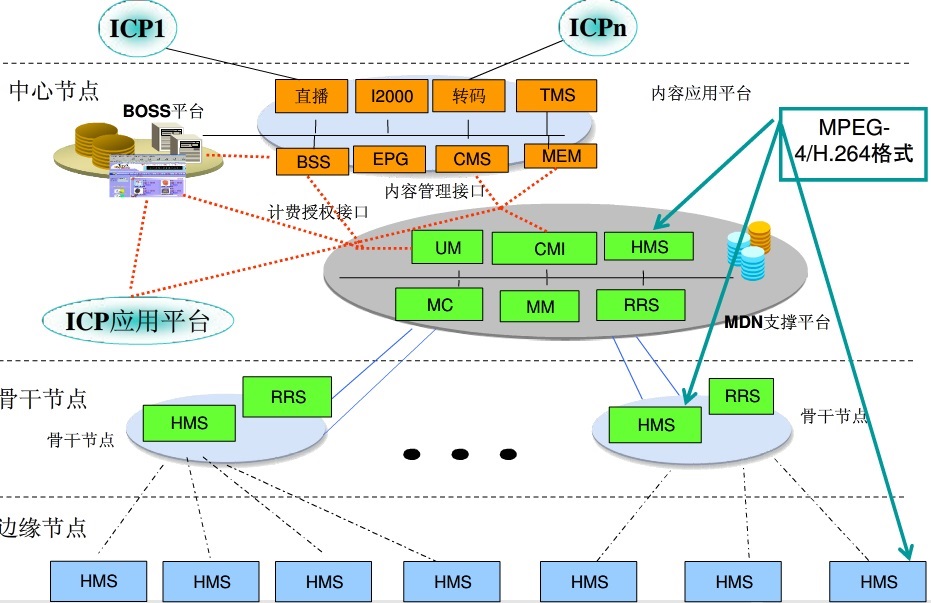 ICP1
ICPn
中心节点
BOSS平台
直播
I2000
转码
TMS
内容应用平台
MPEG-
4/H.264格式
BSS
EPG
CMS
MEM
内容管理接口
计费授权接口
UM
CMI
HMS
MC
MM
RRS
ICP应用平台
MDN支撑平台
骨干节点
RRS
HMS
骨干节点
RRS
HMS
骨干节点
边缘节点
HMS
HMS
HMS
HMS
HMS
HMS
HMS